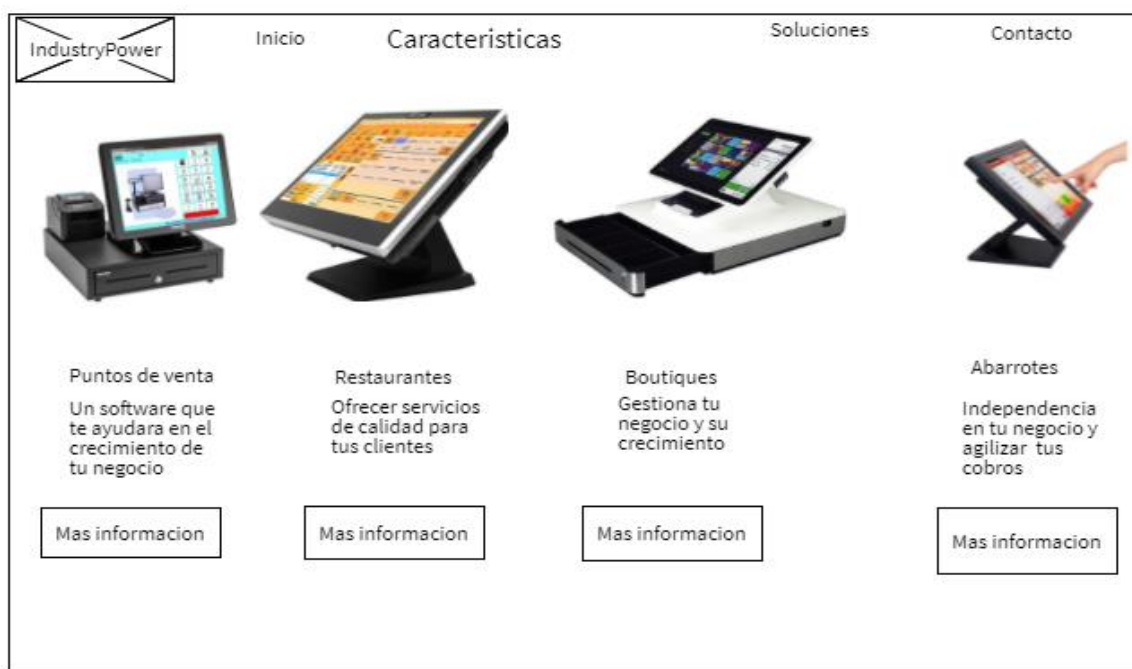 IndustryPower
Inicio
Caracteristicas
Soluciones
Contacto
Puntos de venta
Un software que
te ayudara en el
crecimiento de
tu negocio
Mas informacion
Restaurantes
Ofrecer servicios
de calidad para
tus clientes
Mas informacion
Boutiques
Gestiona tu
negocio y su
crecimiento
Mas informacion
Abarrotes
Independencia
en tu negocio y
agilizar tus
cobros
Mas informacion